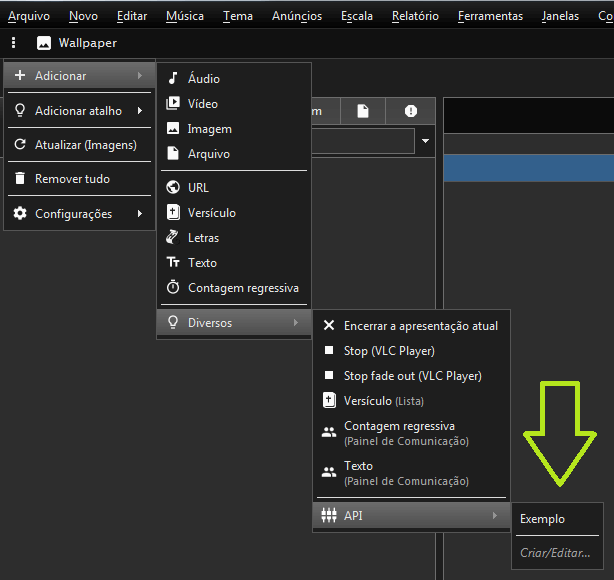 Arquivo Novo Editar Música Tema Anúncios Escala Relatório Ferramentas Janelas Co
Wallpaper
Adicionar
Adicionar atalho
Atualizar (Imagens)
Remover tudo
Configurações
Áudio
Vídeo
Imagem
Arquivo
URL
Versículo
Letras
Texto
Contagem regressiva
Diversos
m
Encerrar a apresentação atual
Stop (VLC Player)
Stop fade out (VLC Player)
Versículo (Lista)
Contagem regressiva
(Painel de Comunicação)
Texto
(Painel de Comunicação)
API
Exemplo
Criar/Editar...